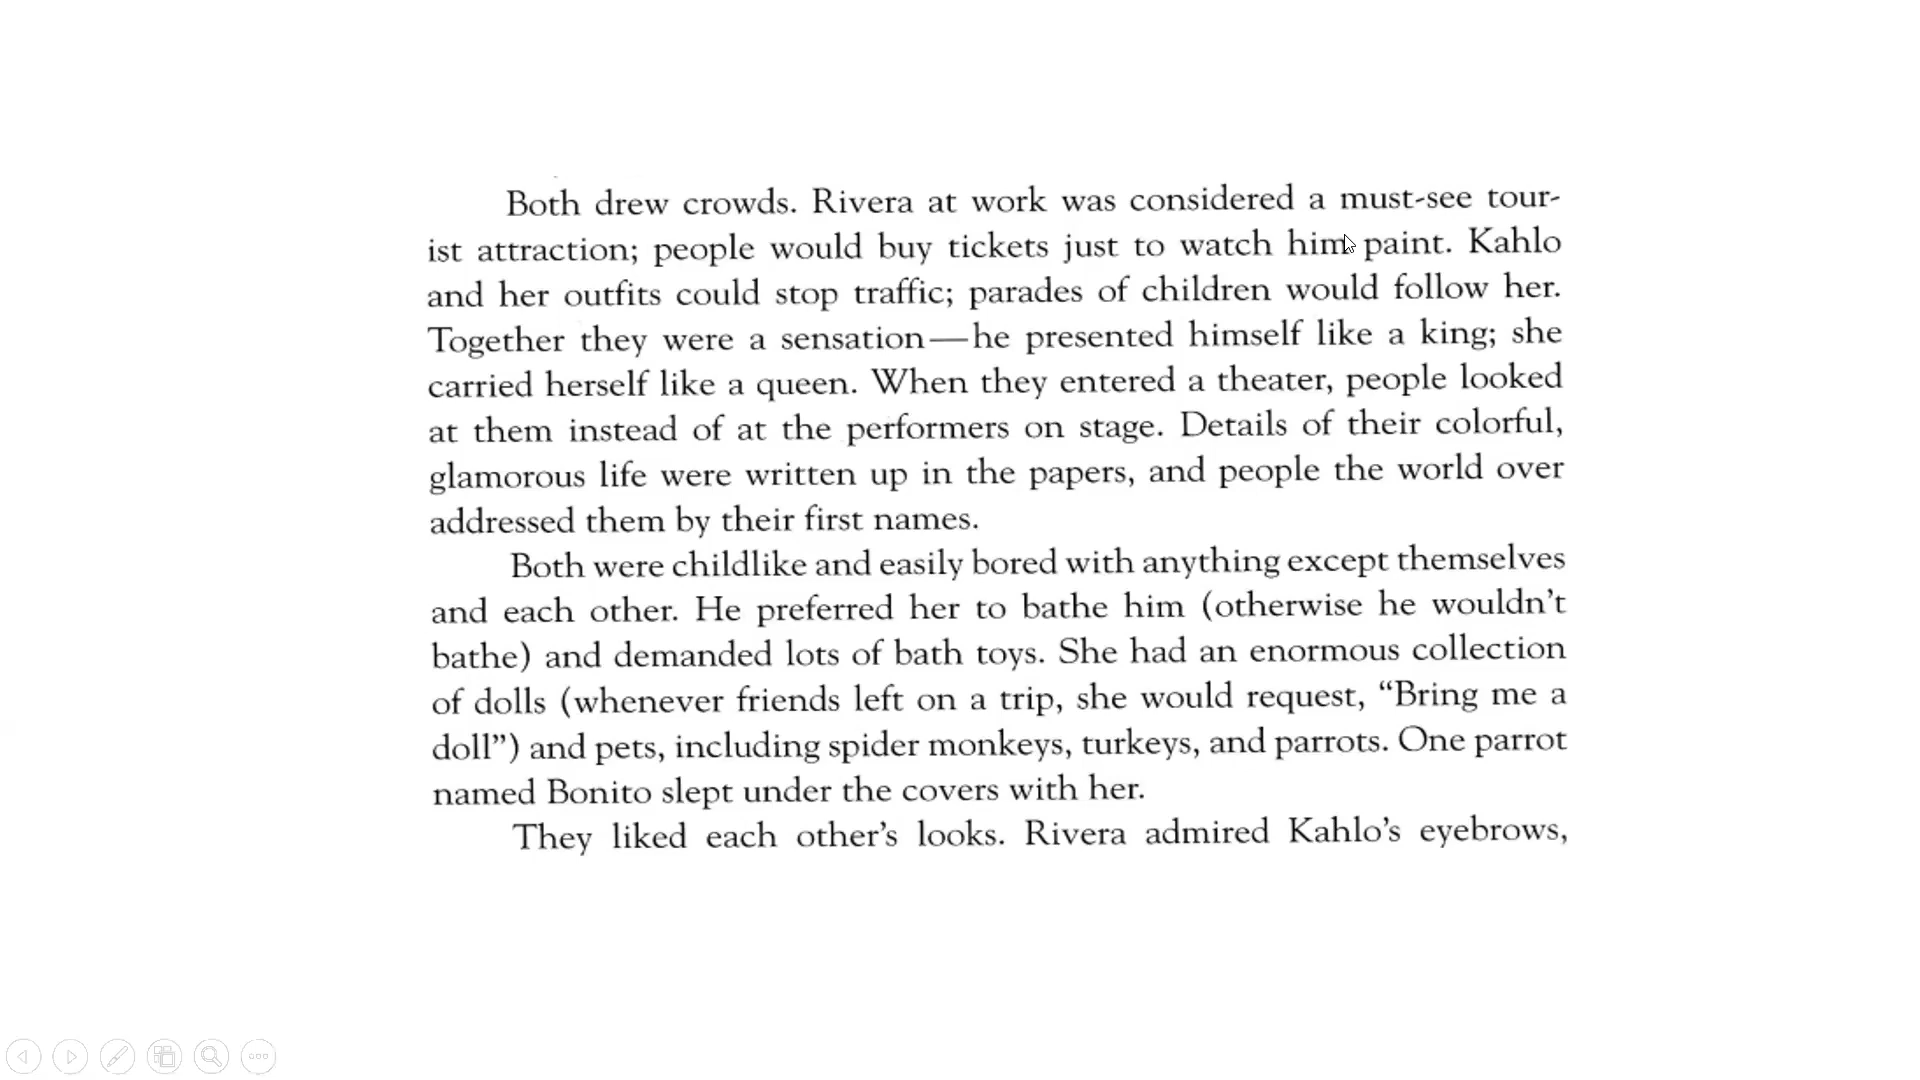 Both drew crowds. Rivera at work was considered a must-see tour-
ist attraction; people would buy tickets just to watch him paint. Kahlo
and her outfits could stop traffic; parades of children would follow her.
Together they were a sensation—he presented himself like a king; she
carried herself like a queen. When they entered a theater, people looked
at them instead of at the performers on stage. Details of their colorful,
glamorous life were written up in the papers, and people the world over
addressed them by their first names.
Both were childlike and easily bored with anything except themselves
and each other. He preferred her to bathe him (otherwise he wouldn’t
bathe) and demanded lots of bath toys. She had an enormous collection
of dolls (whenever friends left on a trip, she would request, “Bring me a
doll”) and pets, including spider monkeys, turkeys, and parrots. One parrot
named Bonito slept under the covers with her.
They liked each other’s looks. Rivera admired Kahlo’s eyebrows,